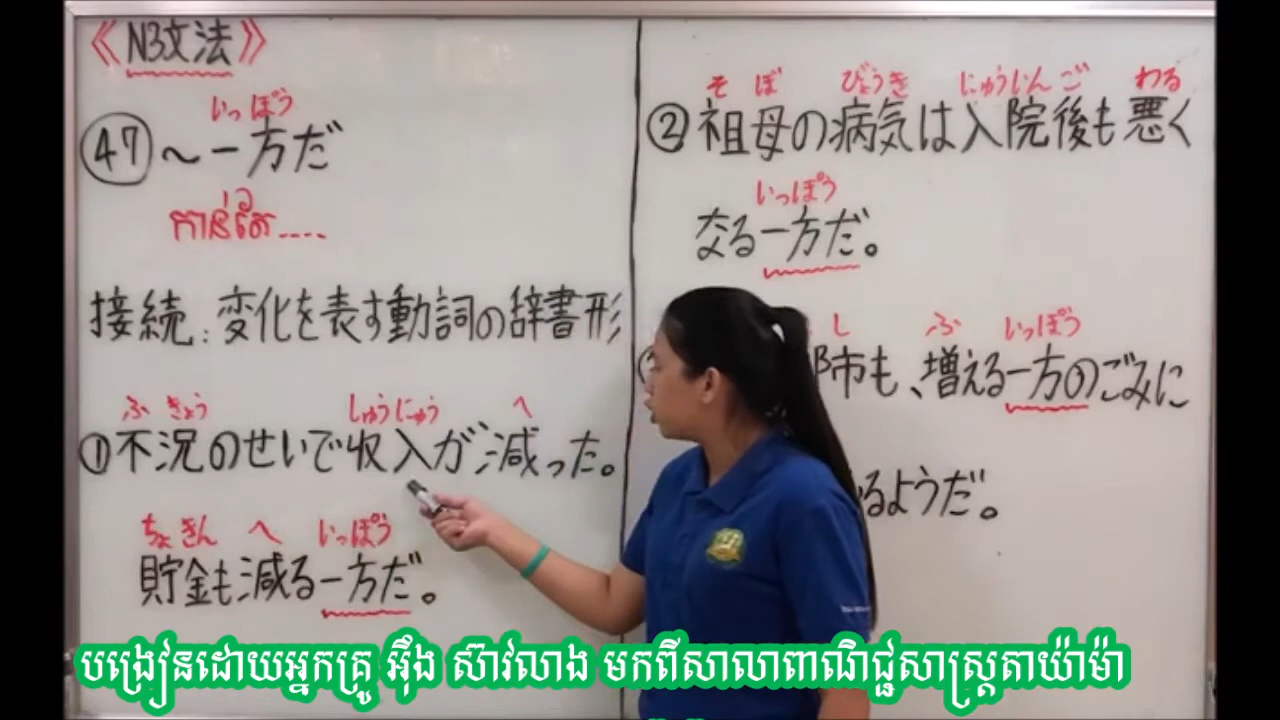 《N3文法》
いっぽう
㊼ ～一方だ
កាន់តែ....
接続:変化を表す動詞の辞書形
ふ きょう しゅうにゅう へ
①不況のせいで収入が減った。
ちょ きん へ いっぽう
貯金も減る一方だ。
そ ぼ びょうき にゅういんご わる
②祖母の病気は入院後も悪く
いっぽう
なる一方だ。
し ふ いっぽう
市も、増える一方のごみに
るようだ。
បង្រៀនដោយអ្នកគ្រូ អ៊ឹង ស៊ាវលាង មកពីសាលាពាណិជ្ជសាស្ត្រតាយ៉ាម៉ា